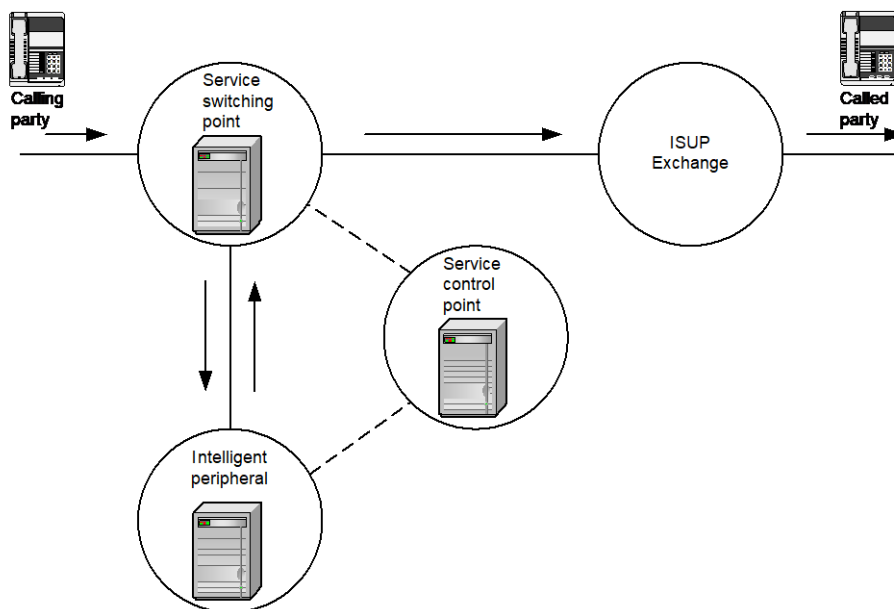 Calling
party
Service
switching
point
ISUP
Exchange
Called
party
Service
control
point
Intelligent
peripheral